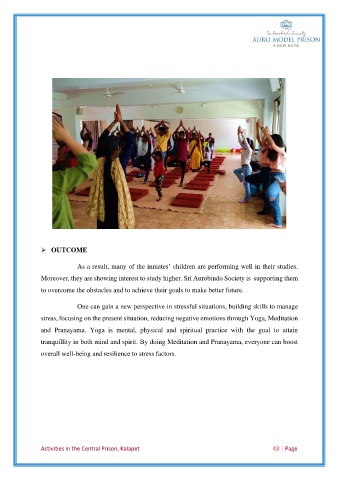 Sri Aurobindo Society
AURO MODEL PRISON
A NEW HOPE
➢ OUTCOME
As a result, many of the inmates’ children are performing well in their studies.
Moreover, they are showing interest to study higher. Sri Aurobindo Society is supporting them
to overcome the obstacles and to achieve their goals to make better future.
One can gain a new perspective in stressful situations, building skills to manage
stress, focusing on the present situation, reducing negative emotions through Yoga, Meditation
and Pranayama. Yoga is mental, physical and spiritual practice with the goal to attain
tranquillity in both mind and spirit. By doing Meditation and Pranayama, everyone can boost
overall well-being and resilience to stress factors.
Activities in the Central Prison, Kalapet 43 | Page